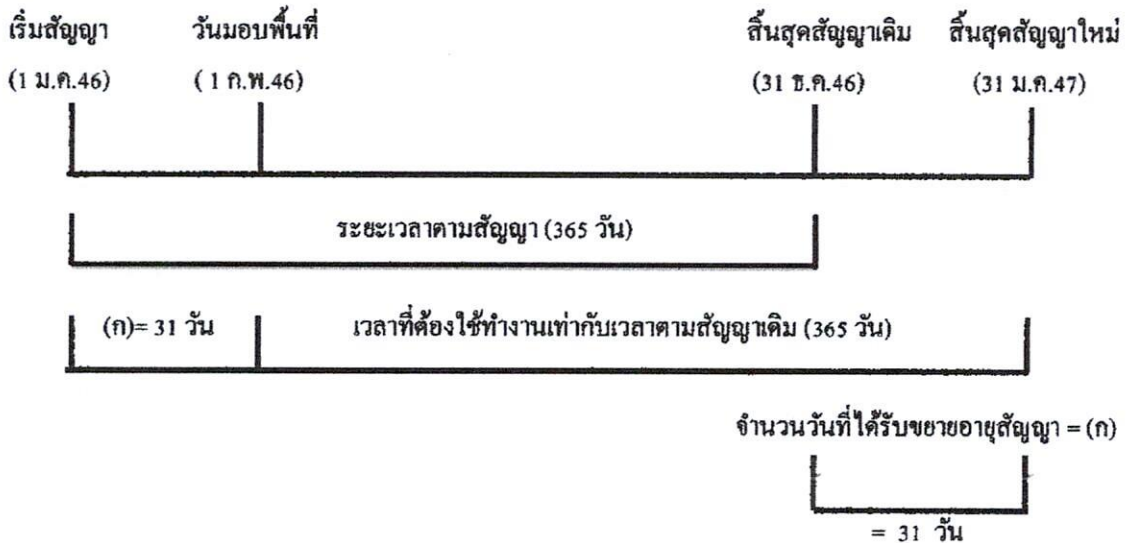 เริ่มสัญญา วันมอบพื้นที่ สิ้นสุดสัญญาเดิม สิ้นสุดสัญญาใหม่
(1 ม.ค.46) ( 1 ก.พ.46) (31 ธ.ค.46) (31 ม.ค.47)
ระยะเวลาตามสัญญา (365 วัน)
(ก)= 31 วัน เวลาที่ต้องใช้ทำงานเท่ากับเวลาตามสัญญาเดิม (365 วัน)
จำนวนวันที่ได้รับขยายอายุสัญญา = (ก)
= 31 วัน